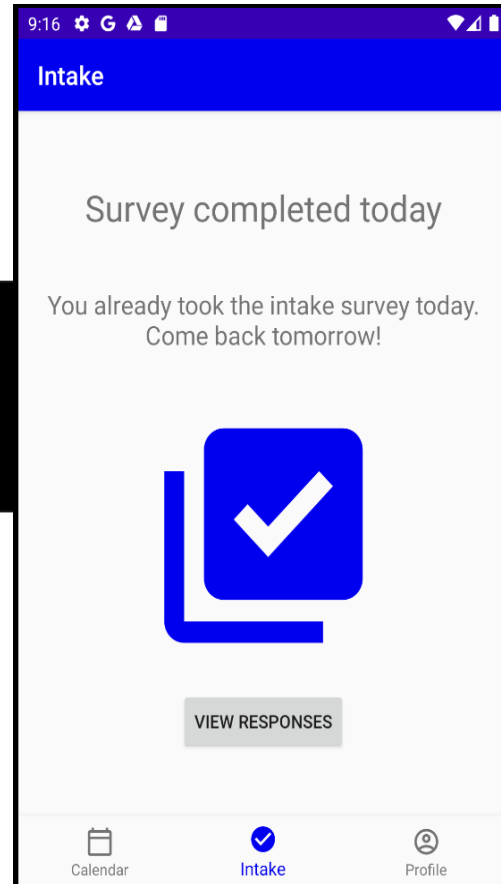 9:16 G
Intake
Survey completed today
You already took the intake survey today.
Come back tomorrow!
VIEW RESPONSES
Calendar Intake Profile